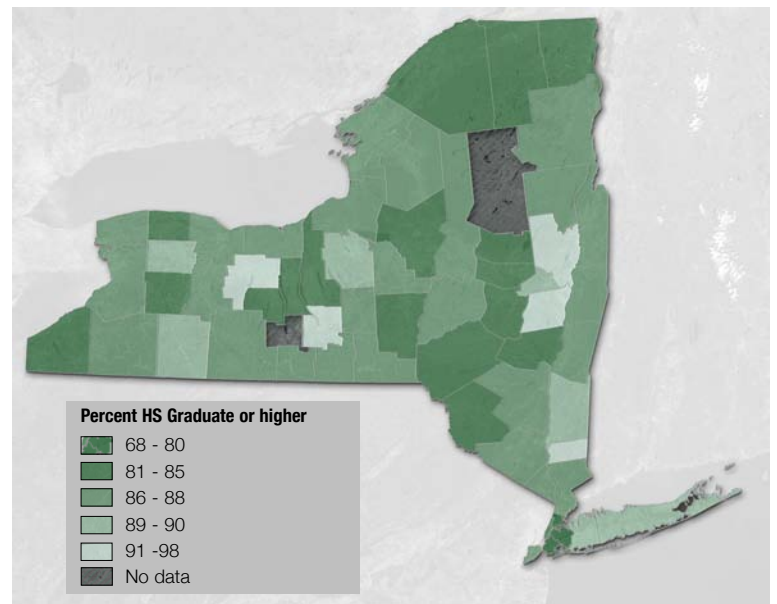 Percent HS Graduate or higher
68 - 80
81 - 85
86 - 88
89 - 90
91 -98
No data